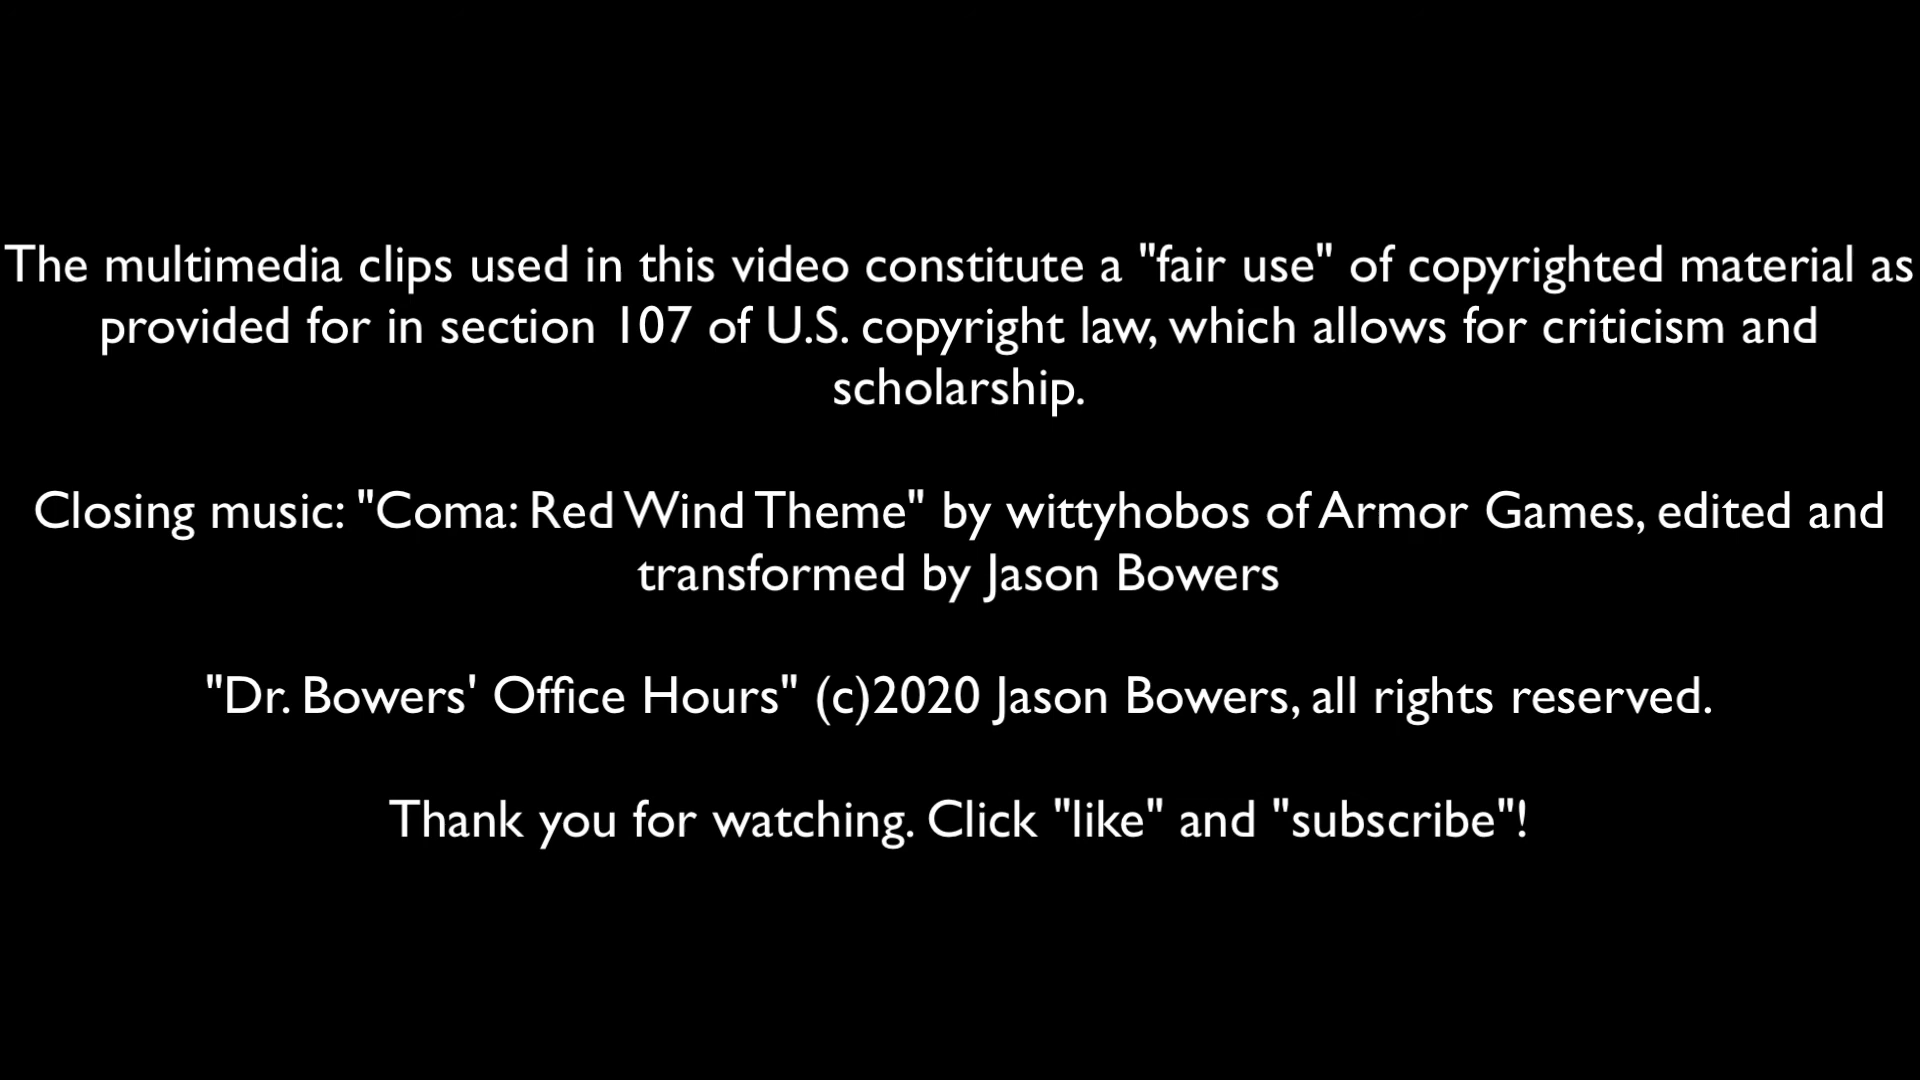 The multimedia clips used in this video constitute a "fair use" of copyrighted material as
provided for in section 107 of U.S. copyright law, which allows for criticism and
scholarship.
Closing music: "Coma: Red Wind Theme" by wittyhobos of Armor Games, edited and
transformed by Jason Bowers
"Dr. Bowers' Office Hours" (c)2020 Jason Bowers, all rights reserved.
Thank you for watching. Click "like" and "subscribe"!